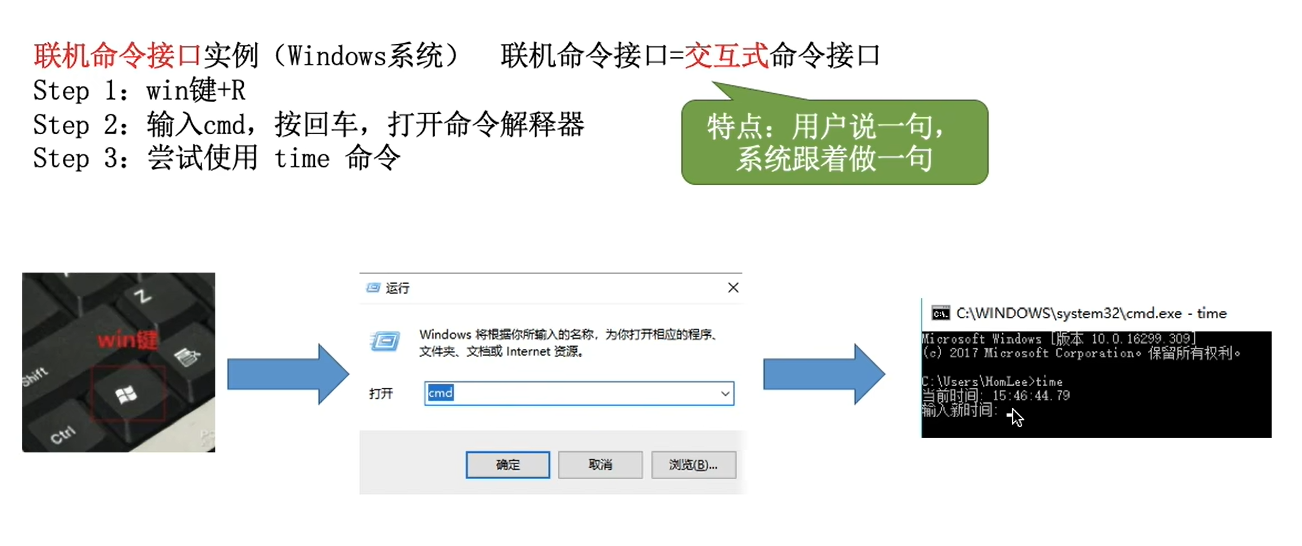 联机命令接口实例（Windows系统）  联机命令接口=交互式命令接口
Step 1: win键+R
Step 2: 输入cmd，按回车，打开命令解释器
Step 3: 尝试使用 time 命令
特点：用户说一句，
系统跟着做一句
Z
win键
Shift
Ctrl
运行
Windows 将根据你所输入的名称，为你打开相应的程序、
文件夹、文档或 Internet 资源。
打开
cmd
确定
取消
浏览(B)...
C:\WINDOWS\system32\cmd.exe - time
Microsoft Windows [版本 10.0.16299.309]
(c) 2017 Microsoft Corporation。保留所有权利。
C:\Users\HomLee>time
当前时间: 15:46:44.79
输入新时间: